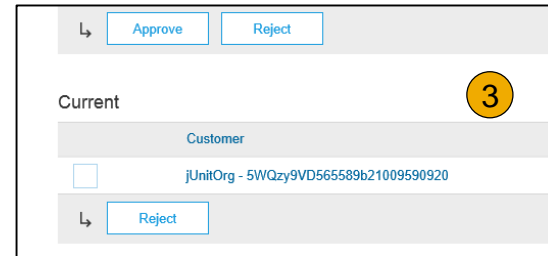 Approve Reject
Current
3
Customer
jUnitOrg - 5WQzy9VD565589b21009590920
Reject